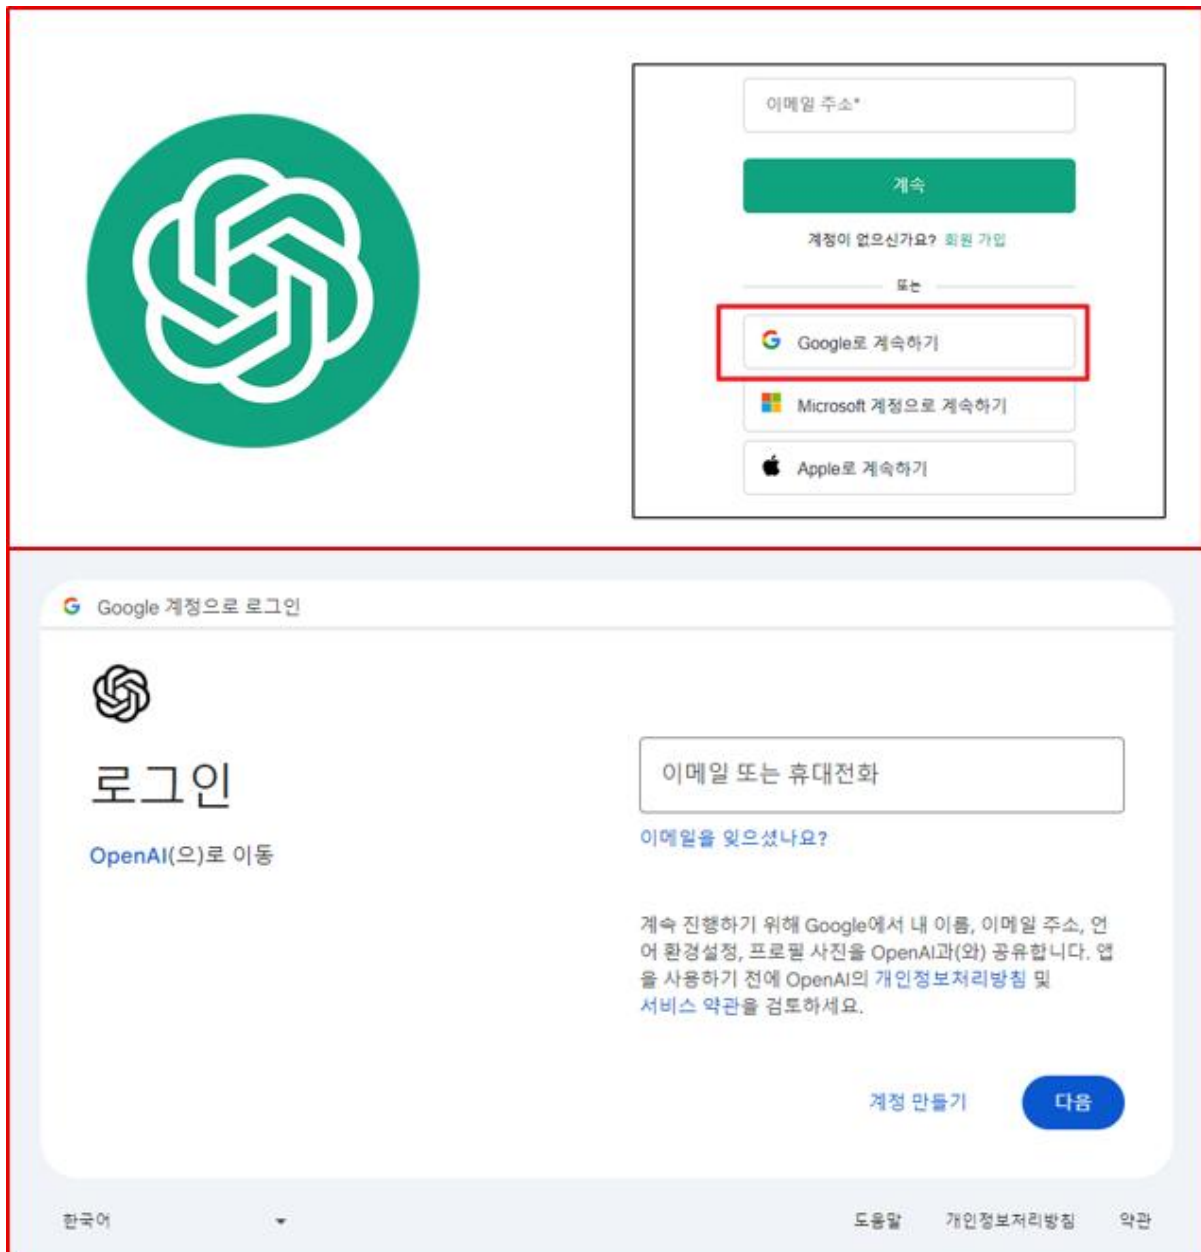 이메일 주소*
계속
계정이 없으신가요? 회원 가입
또는
Google로 계속하기
Microsoft 계정으로 계속하기
Apple로 계속하기
Google 계정으로 로그인
로그인
OpenAI(으)로 이동
이메일 또는 휴대전화
이메일을 잊으셨나요?
계속 진행하기 위해 Google에서 내 이름, 이메일 주소, 언
어 환경설정, 프로필 사진을 OpenAI과(와) 공유합니다. 앱
을 사용하기 전에 OpenAI의 개인정보처리방침 및
서비스 약관을 검토하세요.
계정 만들기
다음
한국어
도움말 개인정보처리방침 약관